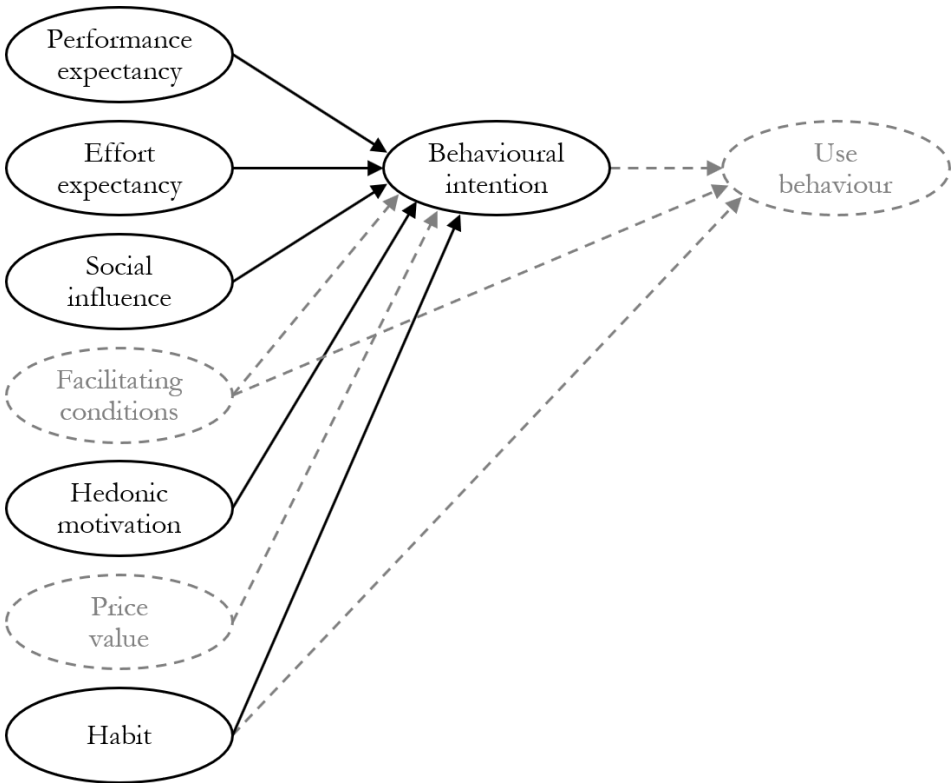 Performance
expectancy
Effort
expectancy
Behavioural
intention
Use
behaviour
Social
influence
Facilitating
conditions
Hedonic
motivation
Price
value
Habit